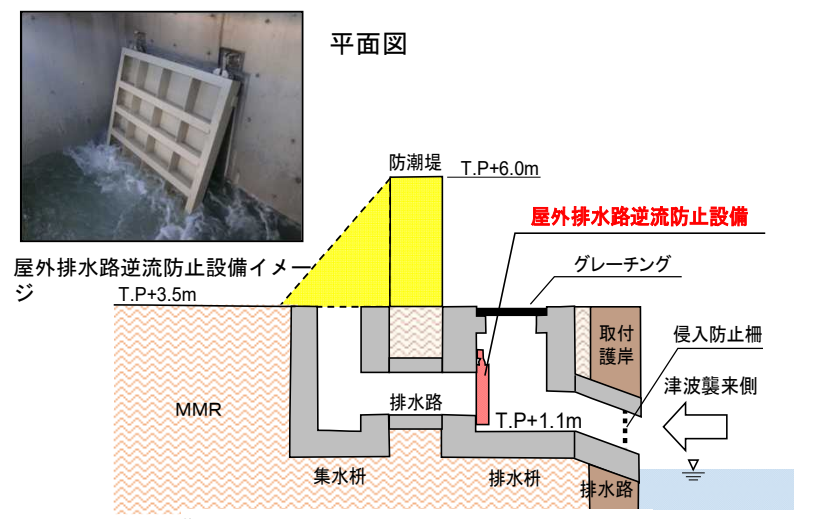 平面図
防潮堤
T.P+6.0m
屋外排水路逆流防止設備
屋外排水路逆流防止設備イメー
ジ
グレーチング
T.P+3.5m
取付
護岸
侵入防止柵
津波襲来側
MMR
排水路
T.P+1.1m
集水枡
排水枡
排水路